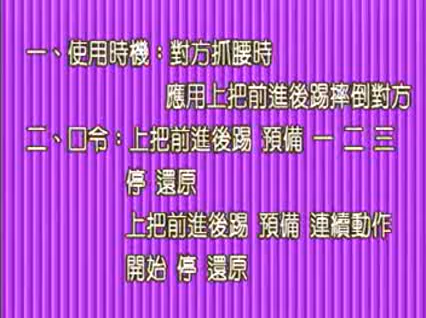 一、使用時機：對方抓腰時
應用上把前進後踢摔倒對方
二、口令：上把前進後踢 預備 一 二 三
停 還原
上把前進後踢 預備 連續動作
開始 停 還原